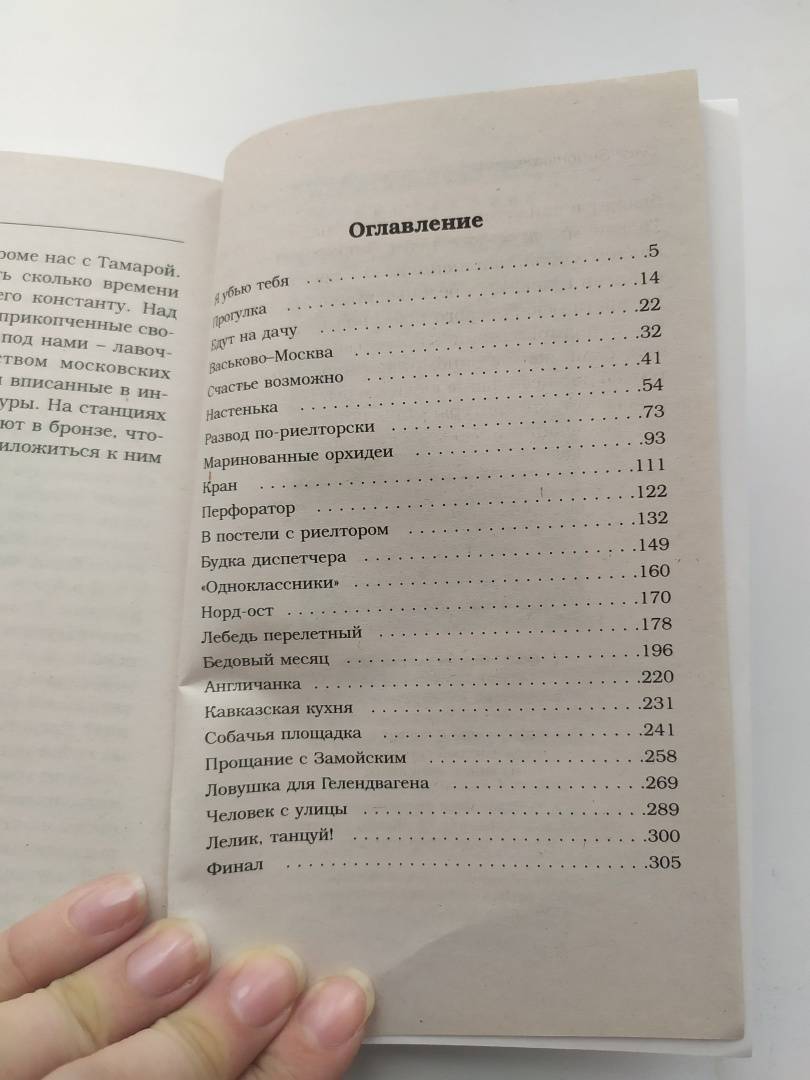 роме нас с Тамарой.
ть сколько времени
его константу. Над
прикопченные сво-
под нами – лавоч-
ством московских
вписанные в ин-
уры. На станциях
ют в бронзе, что-
иложиться к ним
Оглавление
Я убью тебя . . . . . . . . . . . . . . . . . . . . .5
Прогулка . . . . . . . . . . . . . . . . . . . . .14
Едут на дачу . . . . . . . . . . . . . . . . . . . . .22
Васьково–Москва . . . . . . . . . . . . . . . . . . . . .32
Счастье возможно . . . . . . . . . . . . . . . . . . . . .41
Настенька . . . . . . . . . . . . . . . . . . . . .54
Развод по-риелторски . . . . . . . . . . . . . . . . . . . . .73
Маринованные орхидеи . . . . . . . . . . . . . . . . . . . . .93
Кран . . . . . . . . . . . . . . . . . . . . .111
Перфоратор . . . . . . . . . . . . . . . . . . . . .122
В постели с риелтором . . . . . . . . . . . . . . . . . . . . .132
Будка диспетчера . . . . . . . . . . . . . . . . . . . . .149
«Одноклассники» . . . . . . . . . . . . . . . . . . . . .160
Норд-ост . . . . . . . . . . . . . . . . . . . . .170
Лебедь перелетный . . . . . . . . . . . . . . . . . . . . .178
Бедовый месяц . . . . . . . . . . . . . . . . . . . . .196
Англичанка . . . . . . . . . . . . . . . . . . . . .220
Кавказская кухня . . . . . . . . . . . . . . . . . . . . .231
Собачья площадка . . . . . . . . . . . . . . . . . . . . .241
Прощание с Замойским . . . . . . . . . . . . . . . . . . . . .258
Ловушка для Гелендвагена . . . . . . . . . . . . . . . . . . . . .269
Человек с улицы . . . . . . . . . . . . . . . . . . . . .289
Лелик, танцуй! . . . . . . . . . . . . . . . . . . . . .300
Финал . . . . . . . . . . . . . . . . . . . . .305